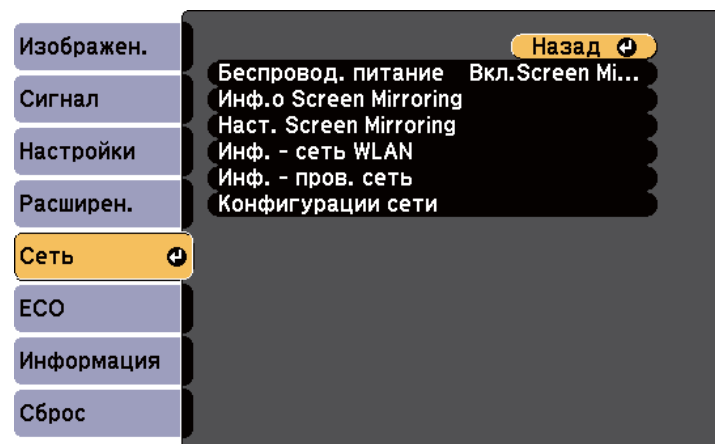 Изображен.
Сигнал
Настройки
Расширен.
Сеть
ECO
Информация
Сброс
Назад
Беспровод. питание Вкл.Screen Mi...
Инф.о Screen Mirroring
Наст. Screen Mirroring
Инф. - сеть WLAN
Инф. - пров. сеть
Конфигурации сети